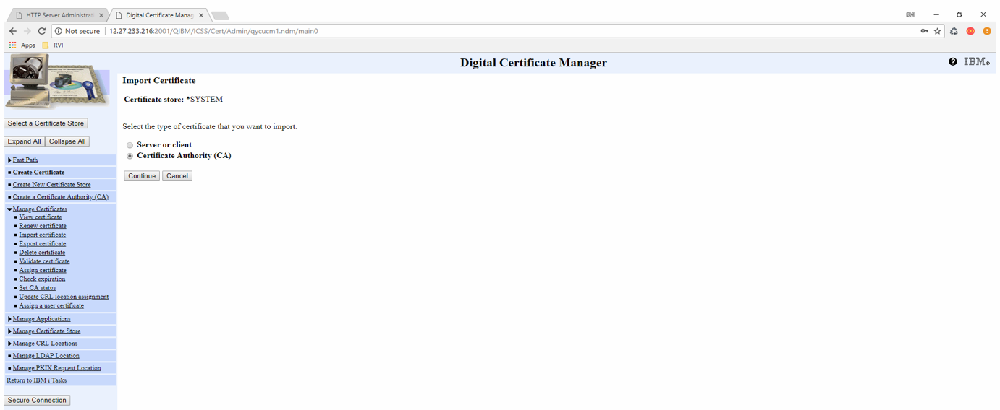 HTTP Server Administrat
Digital Certificate Manag
RVI
Not secure
12.27.233.216:2001/QIBM/ICSS/Cert/Admin/qycucm1.ndm/main0
Apps
RVI
Digital Certificate Manager
IBM®
Import Certificate
Certificate store: *SYSTEM
Select the type of certificate that you want to import.
Server or client
Certificate Authority (CA)
Continue
Cancel
Select a Certificate Store
Expand All
Collapse All
Fast Path
Create Certificate
Create New Certificate Store
Create a Certificate Authority (CA)
Manage Certificates
View certificate
Renew certificate
Import certificate
Export certificate
Delete certificate
Validate certificate
Assign certificate
Check expiration
Set CA status
Update CRL location assignment
Assign a user certificate
Manage Applications
Manage Certificate Store
Manage CRL Locations
Manage LDAP Location
Manage PKIX Request Location
Return to IBM i Tasks
Secure Connection